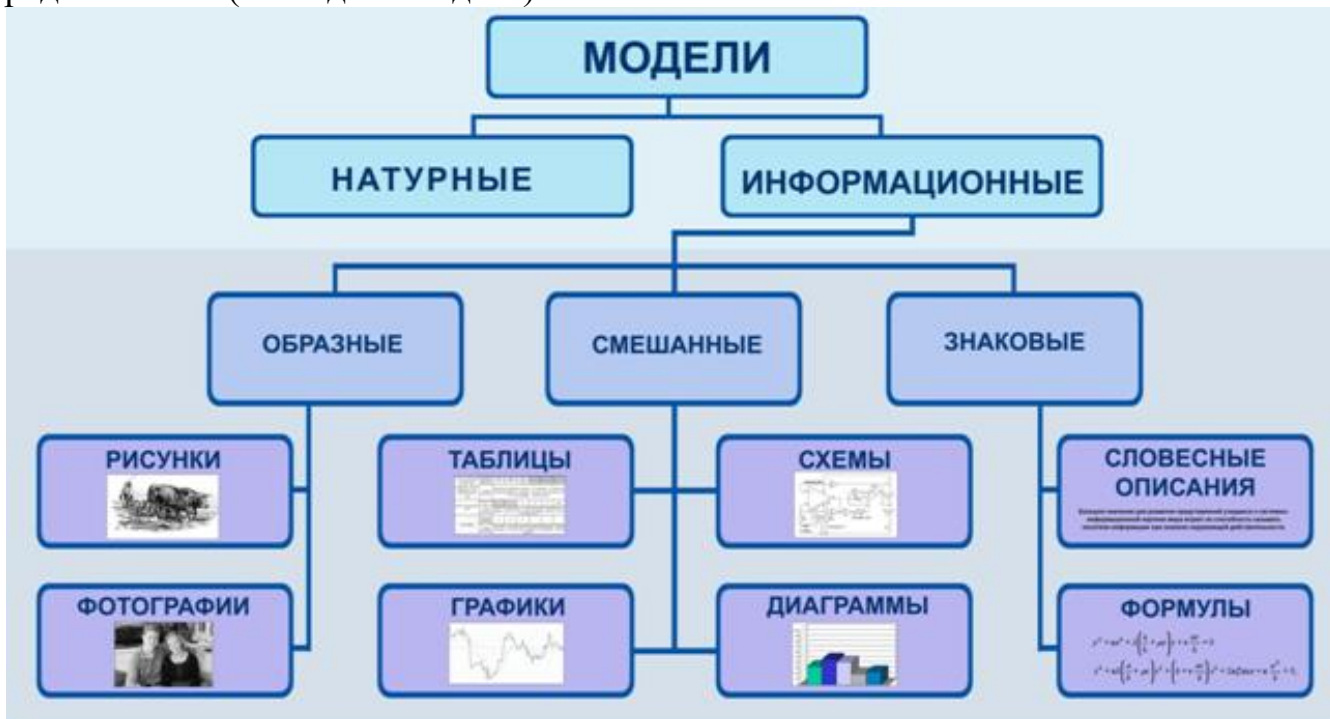 МОДЕЛИ
НАТУРНЫЕ
ИНФОРМАЦИОННЫЕ
ОБРАЗНЫЕ
СМЕШАННЫЕ
ЗНАКОВЫЕ
РИСУНКИ
ТАБЛИЦЫ
СХЕМЫ
СЛОВЕСНЫЕ
ОПИСАНИЯ
ФОТОГРАФИИ
ГРАФИКИ
ДИАГРАММЫ
ФОРМУЛЫ